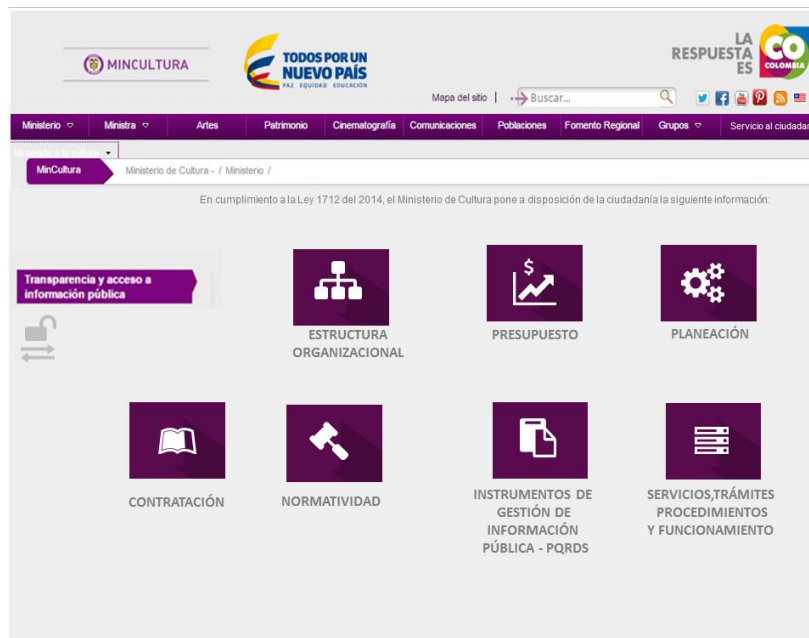 MINCULTURA
TODOS POR UN
NUEVO PAÍS
PAZ EQUIDAD EDUCACIÓN
LA
RESPUESTA
ES
CO
COLOMBIA
Mapa del sitio | Buscar...
Ministerio Ministra Artes Patrimonio Cinematografía Comunicaciones Poblaciones Fomento Regional Grupos Servicio al ciudadan
MinCultura Ministerio de Cultura - / Ministerio /
En cumplimiento a la Ley 1712 del 2014, el Ministerio de Cultura pone a disposición de la ciudadanía la siguiente información:
Transparencia y acceso a
información pública
ESTRUCTURA
ORGANIZACIONAL
PRESUPUESTO
PLANEACIÓN
CONTRATACIÓN
NORMATIVIDAD
INSTRUMENTOS DE
GESTIÓN DE
INFORMACIÓN
PÚBLICA - PQRDS
SERVICIOS,TRÁMITES
PROCEDIMIENTOS
Y FUNCIONAMIENTO